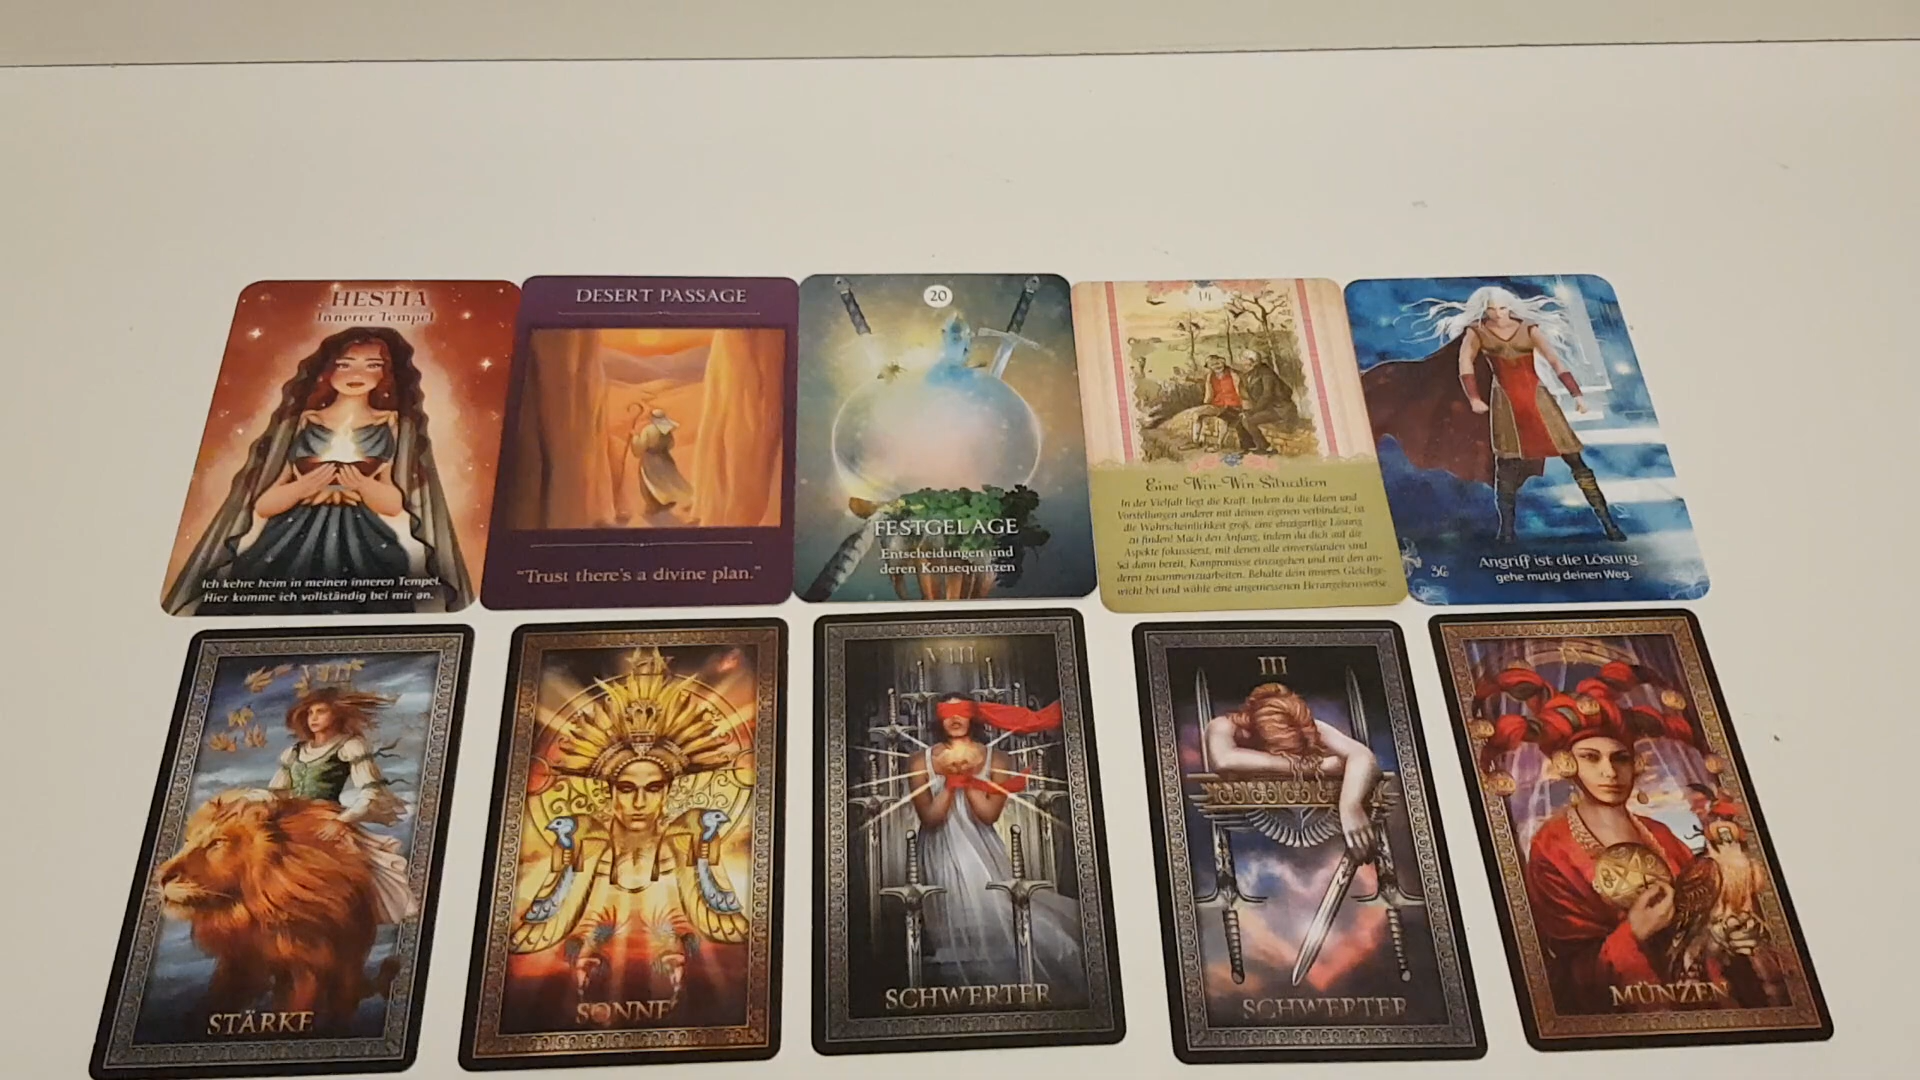 HESTIA
Innerer Tempel
Ich kehre heim in meinen inneren Tempel.
Hier komme ich vollständig bei mir an.
DESERT PASSAGE
"Trust there's a divine plan."
20
FESTGELAGE
Entscheidungen und
deren Konsequenzen
Eine Win-Win-Situation
In der Vielfalt liegt die Kraft. Indem du die Ideen und
Vorstellungen anderer mit deinen eigenen verbindest, ist
die Wahrscheinlichkeit groß, eine einzigartige Lösung
zu finden! Mach den Anfang, indem du dich auf die
Aspekte fokussierst, mit denen alle einverstanden sind
Sei dann bereit, Kompromisse einzugehen und mit den an-
deren zusammenzuarbeiten. Behalte dein inneres Gleichge-
wicht bei und wähle eine angemessenen Herangehensweise.
36
Angriff ist die Lösung,
gehe mutig deinen Weg.
VIII
STÄRKE
SONNE
VIII
SCHWERTER
III
SCHWERTER
MÜNZEN